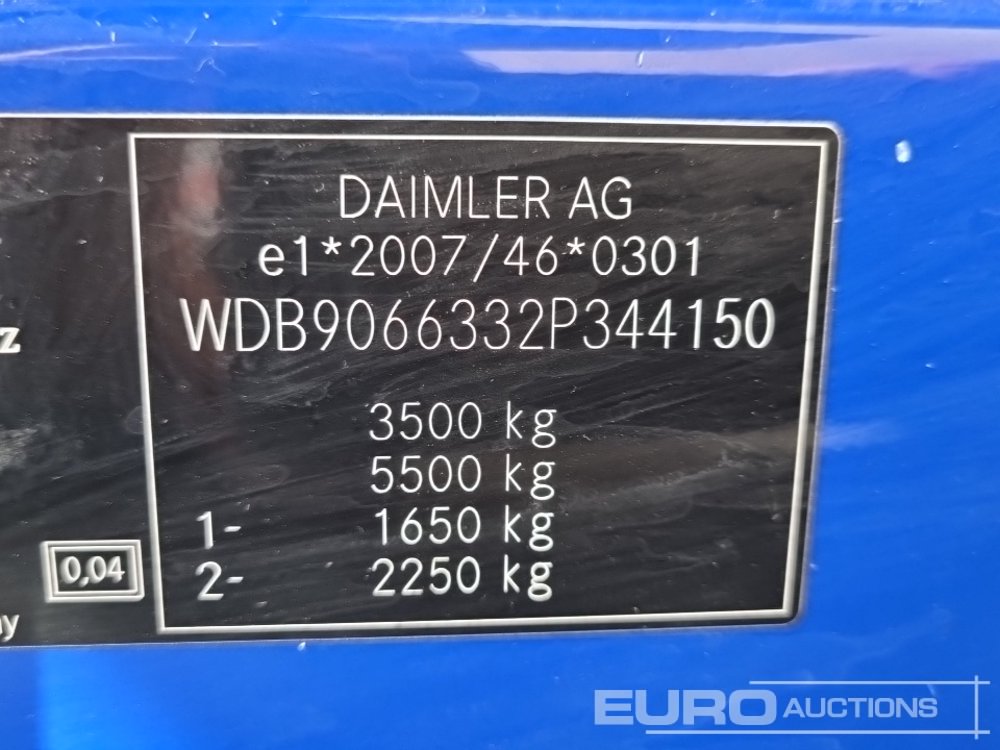 DAIMLER AG
e1*2007/46*0301
WDB9066332P344150
z
3500 kg
5500 kg
1- 1650 kg
2- 2250 kg
0,04
ny
EURO AUCTIONS